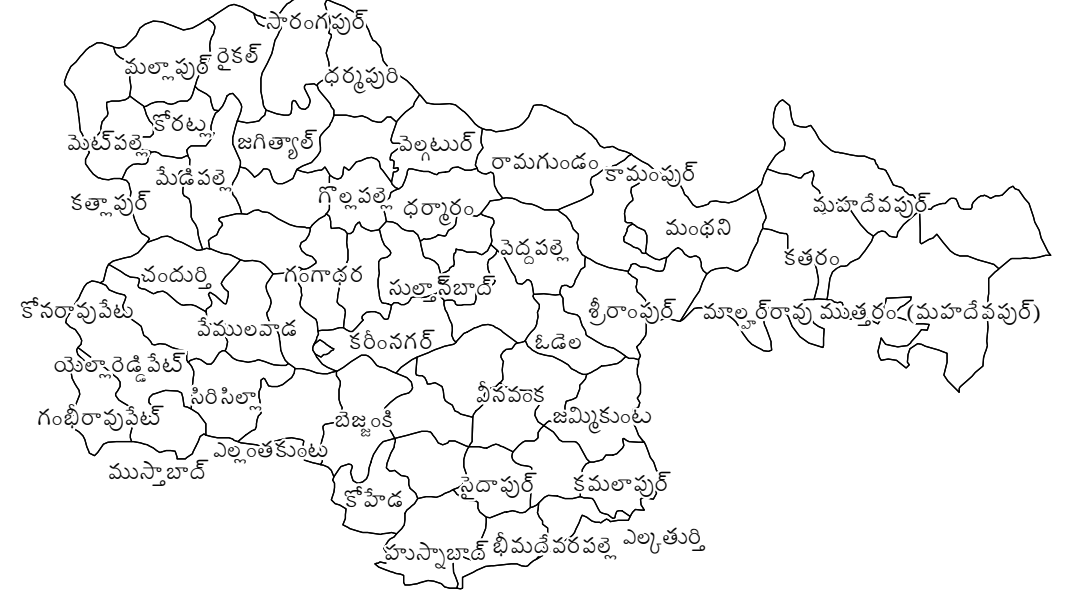 సారంగపుర్
మల్లాపుర్
రైకల్
ధర్మపురి
కోరట్ల
మెట్‌పల్లె
జగిత్యాల్
వెల్గటుర్
రామగుండం
కామంపుర్
మేడిపల్లె
కత్లాపుర్
గొల్లపల్లె
ధర్మారం
మహదేవపుర్
మంథని
వెద్దపల్లె
కతరం
చందుర్తి
గంగాధర
సుల్తాన్‌బాద్
కోనరావుపేట
వేములవాడ
శ్రీరాంపుర్
మాల్హర్‌రావు
ముత్తారం (మహదేవపుర్)
కరీంనగర్
ఓడెల
యెల్లారెడ్డిపేట్
సిరిసిల్లా
వీనవంక
గంభీరావుపేట్
బెజ్జంకి
జమ్మికుంట
ఎల్లంతకుంట
ముస్తాబాద్
సైదాపుర్
కమలాపుర్
కోహేడ
హుస్నాబాద్
భీమదేవరపల్లె
ఎల్కతుర్తి